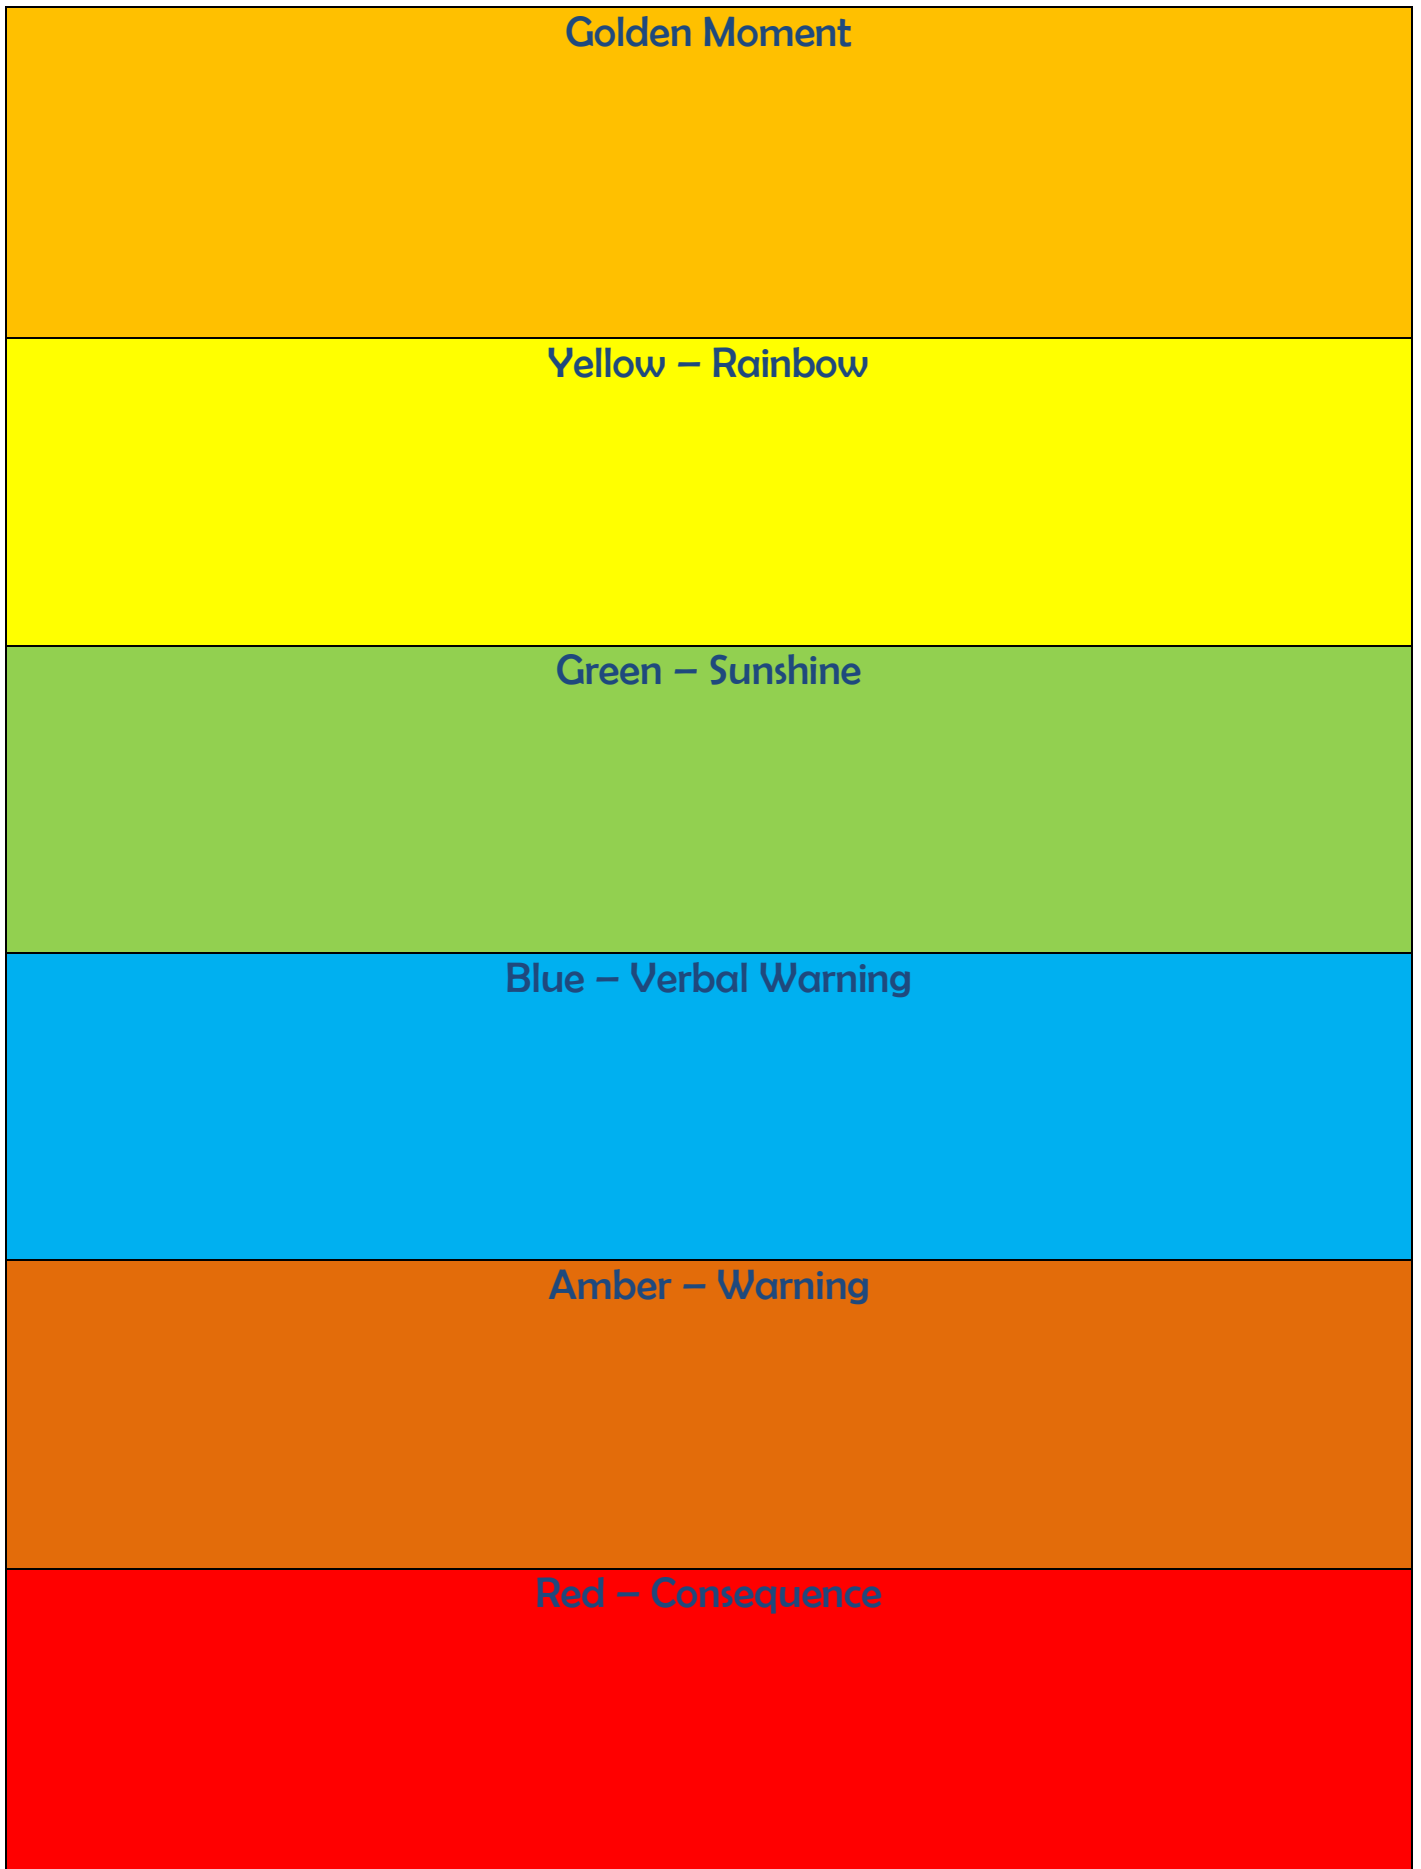 Golden Moment
Yellow – Rainbow
Green – Sunshine
Blue – Verbal Warning
Amber – Warning
Red – Consequence